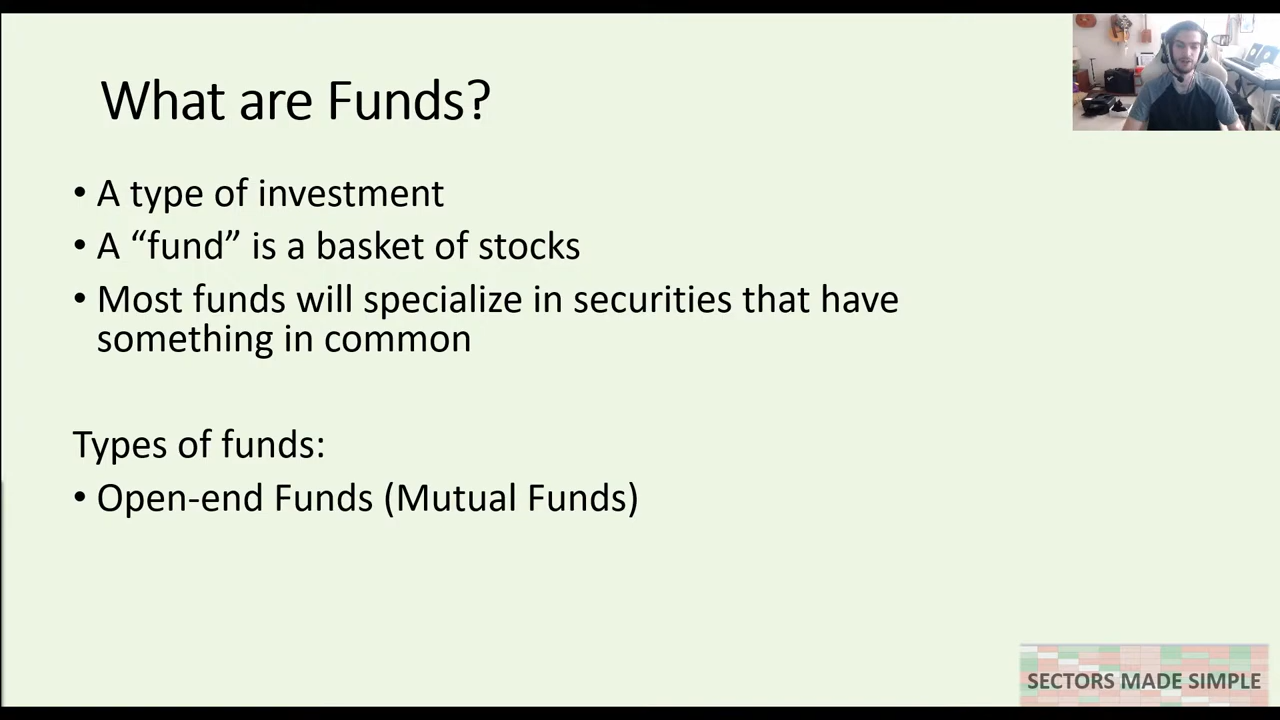 What are Funds?
• A type of investment
• A “fund” is a basket of stocks
• Most funds will specialize in securities that have
something in common
Types of funds:
• Open-end Funds (Mutual Funds)
SECTORS MADE SIMPLE